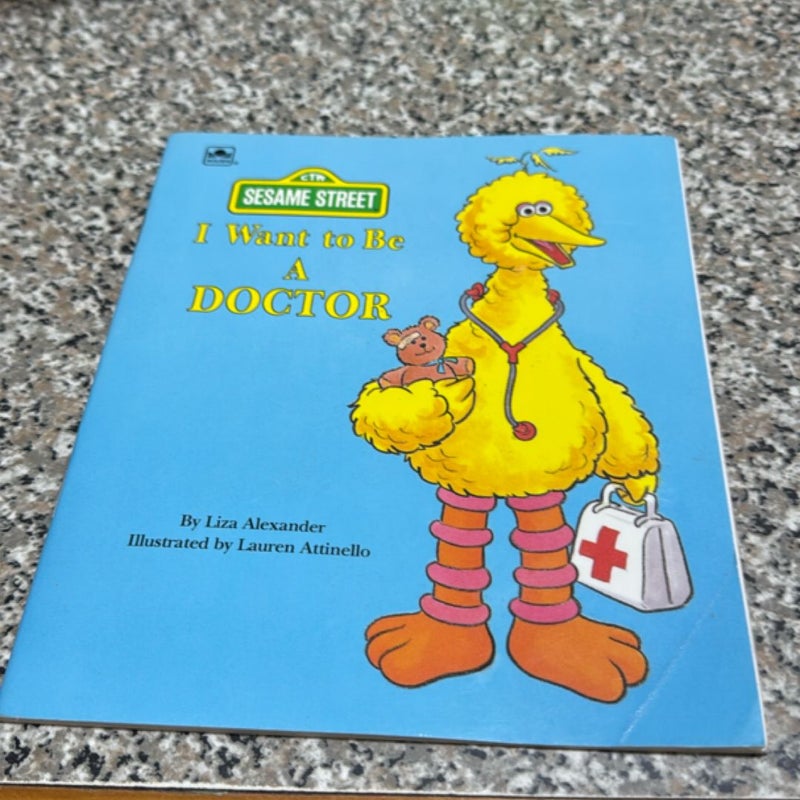 CTW
SESAME STREET
I Want to Be
A
DOCTOR
By Liza Alexander
Illustrated by Lauren Attinello